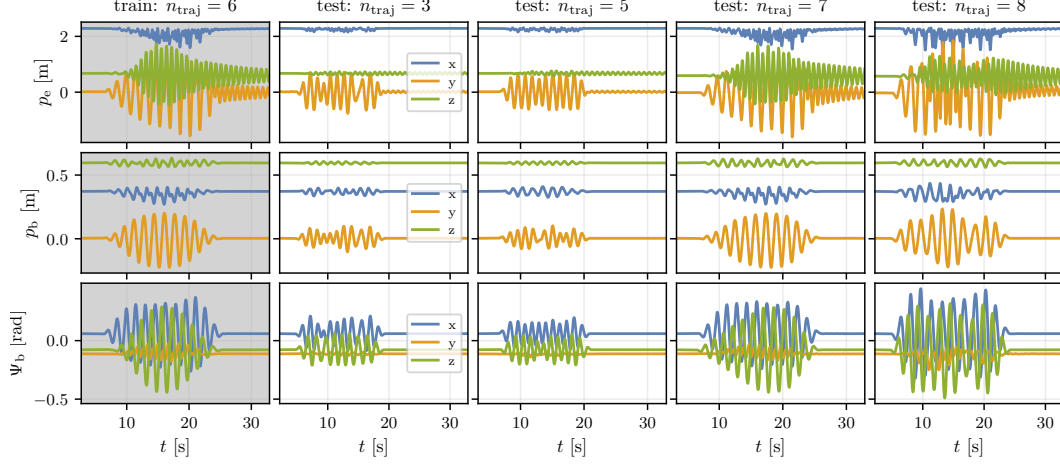 train: n_traj = 6
test: n_traj = 3
test: n_traj = 5
test: n_traj = 7
test: n_traj = 8
p_e [m]
2
0
x
y
z
p_b [m]
0.5
0.0
x
y
z
Ψ_b [rad]
0.0
−0.5
x
y
z
10 20 30
10 20 30
10 20 30
10 20 30
10 20 30
t [s]
t [s]
t [s]
t [s]
t [s]